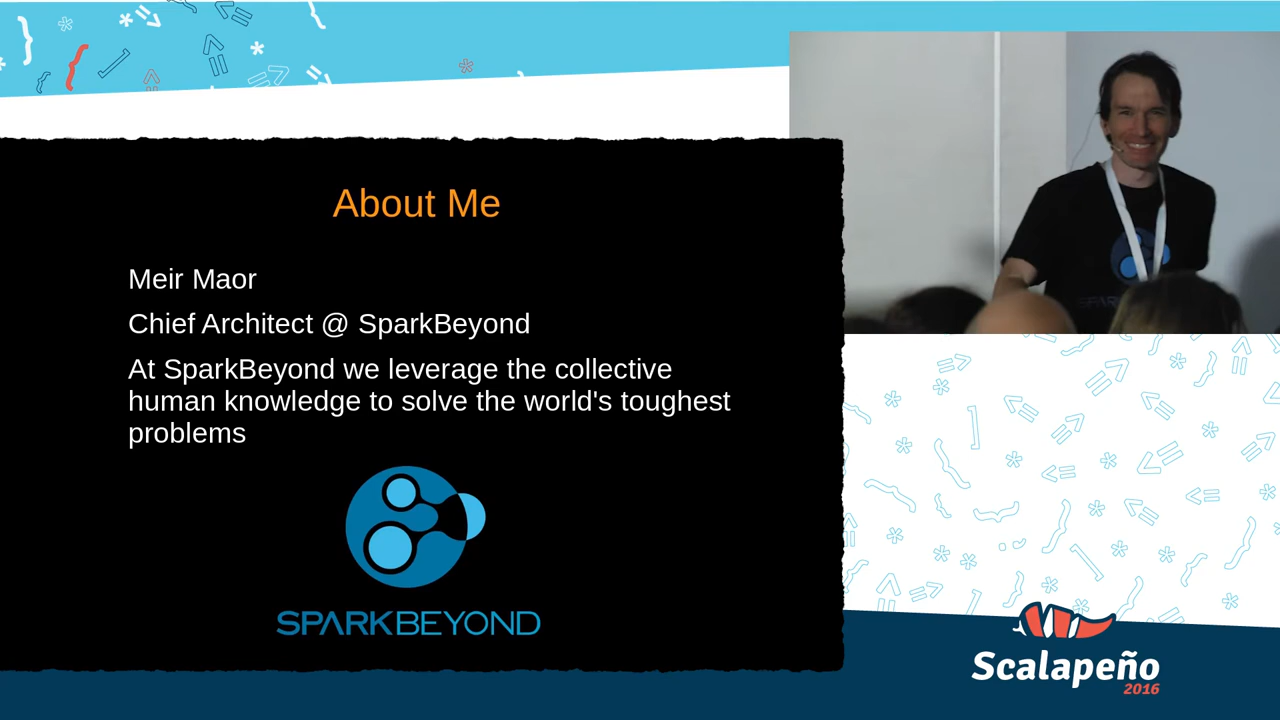 About Me
Meir Maor
Chief Architect @ SparkBeyond
At SparkBeyond we leverage the collective
human knowledge to solve the world's toughest
problems
SPARKBEYOND
Scalapeño
2016